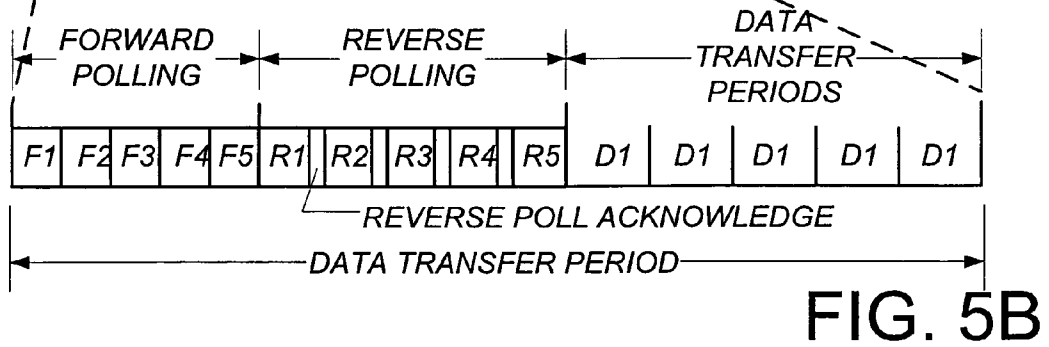 FORWARD
POLLING
REVERSE
POLLING
DATA
TRANSFER
PERIODS
F1 F2 F3 F4 F5 R1 R2 R3 R4 R5 D1 D1 D1 D1 D1
REVERSE POLL ACKNOWLEDGE
DATA TRANSFER PERIOD
FIG. 5B